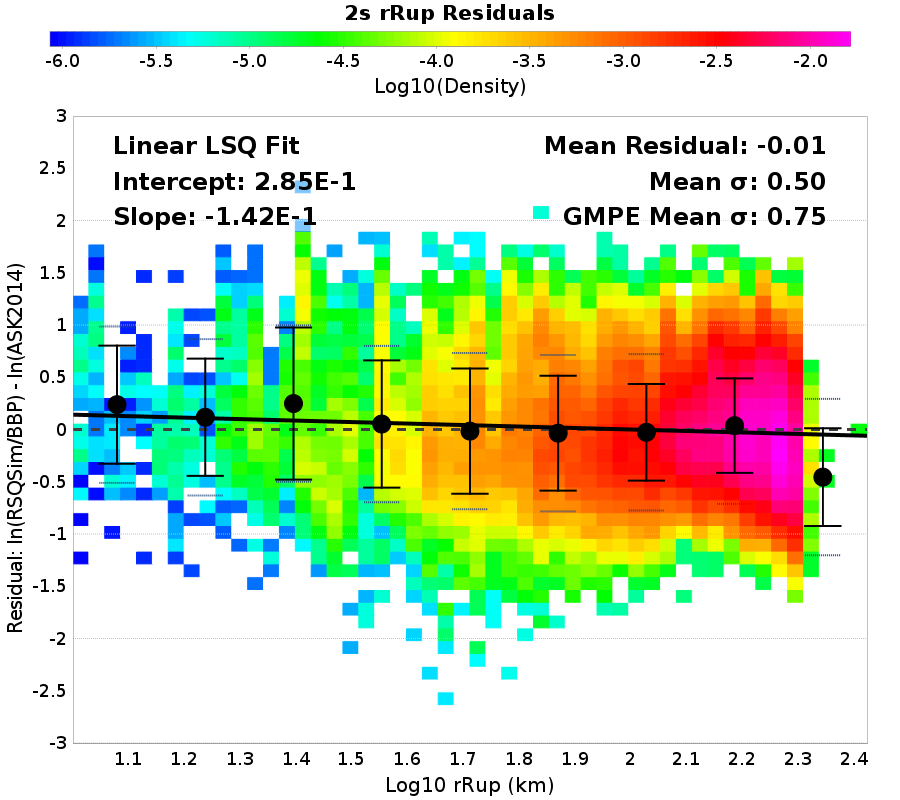 2s rRup Residuals
-6.0 -5.5 -5.0 -4.5 -4.0 -3.5 -3.0 -2.5 -2.0
Log10(Density)
Linear LSQ Fit
Intercept: 2.85E-1
Slope: -1.42E-1
Mean Residual: -0.01
Mean σ: 0.50
GMPE Mean σ: 0.75
Residual: ln(RSQSim/BBP) - ln(ASK2014)
3
2.5
2
1.5
1
0.5
0
-0.5
-1
-1.5
-2
-2.5
-3
1.1 1.2 1.3 1.4 1.5 1.6 1.7 1.8 1.9 2 2.1 2.2 2.3 2.4
Log10 rRup (km)